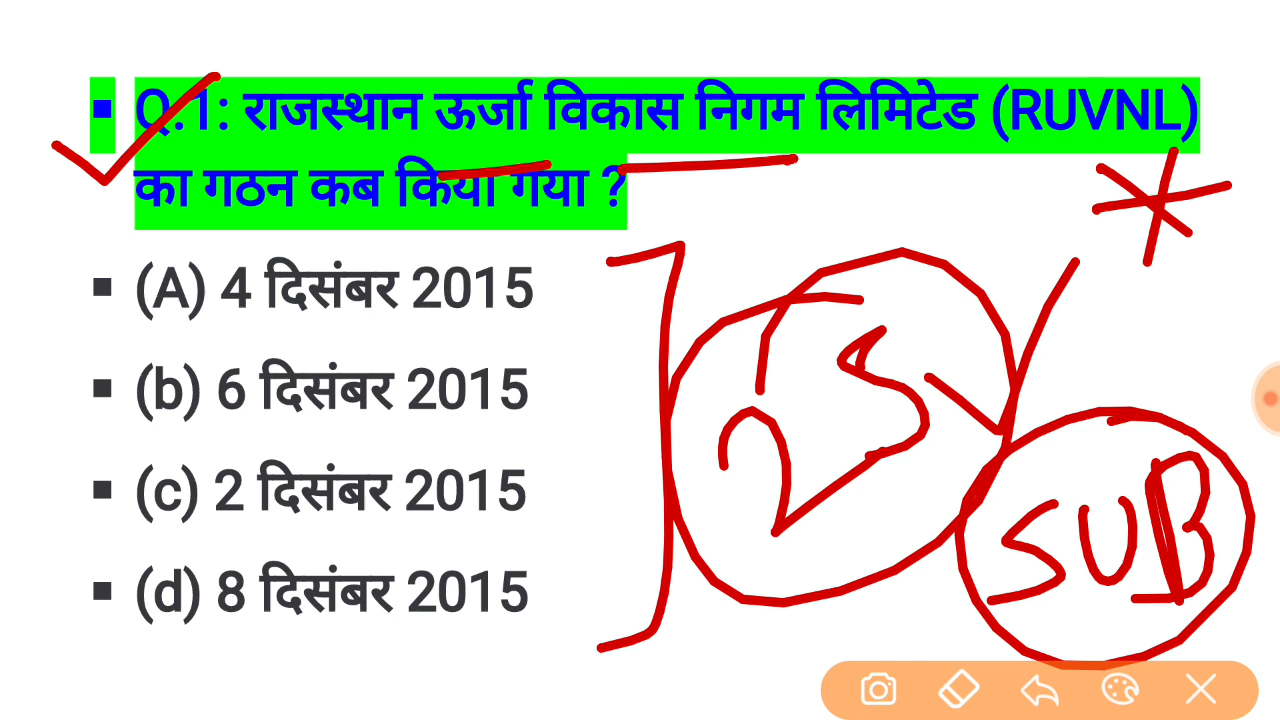 Q.1: राजस्थान ऊर्जा विकास निगम लिमिटेड (RUVNL)
का गठन कब किया गया ?
(A) 4 दिसंबर 2015
(b) 6 दिसंबर 2015
(c) 2 दिसंबर 2015
(d) 8 दिसंबर 2015
25
SUB